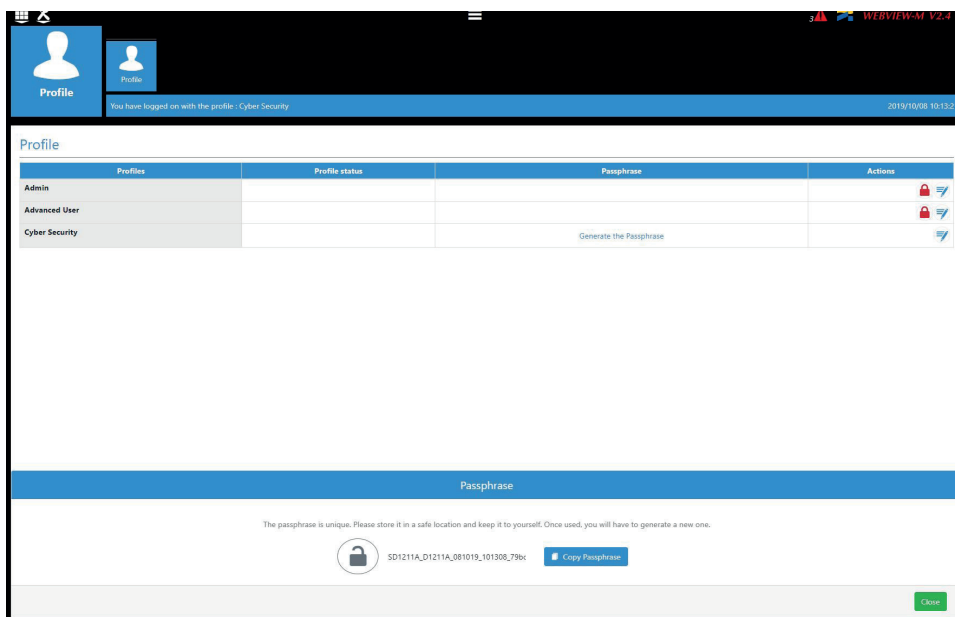 3 WEBVIEW-M V2.4
Profile
Profile
You have logged on with the profile : Cyber Security 2019/10/08 10:13:2
Profile
Profiles Profile status Passphrase Actions
Admin
Advanced User
Cyber Security Generate the Passphrase
Passphrase
The passphrase is unique. Please store it in a safe location and keep it to yourself. Once used, you will have to generate a new one.
SD1211A_D1211A_081019_101308_79bc Copy Passphrase
Close